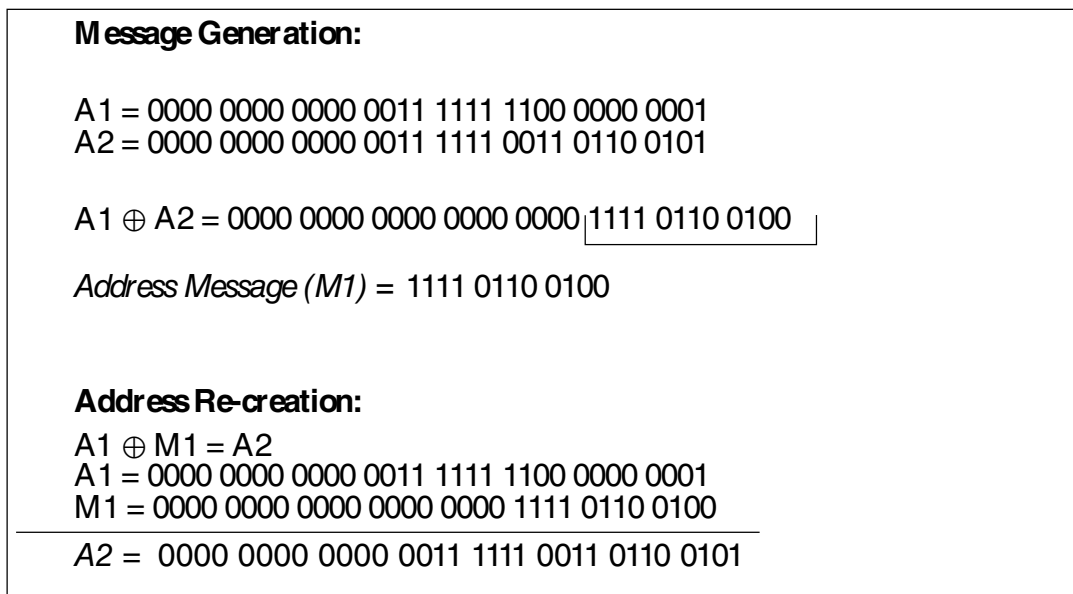 Message Generation:
A1 = 0000 0000 0000 0011 1111 1100 0000 0001
A2 = 0000 0000 0000 0011 1111 0011 0110 0101
A1 ⊕ A2 = 0000 0000 0000 0000 0000 1111 0110 0100
Address Message (M1) = 1111 0110 0100
Address Re-creation:
A1 ⊕ M1 = A2
A1 = 0000 0000 0000 0011 1111 1100 0000 0001
M1 = 0000 0000 0000 0000 0000 1111 0110 0100
A2 = 0000 0000 0000 0011 1111 0011 0110 0101